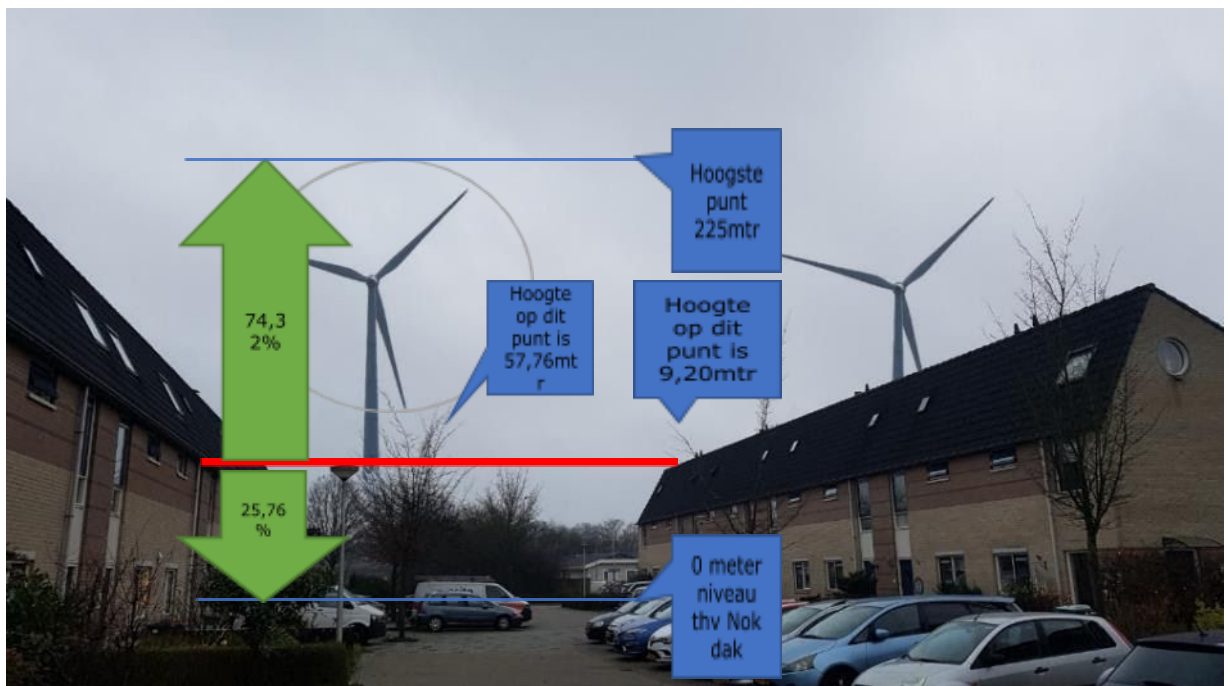 Hoogste
punt
225mtr
Hoogte
op dit
punt is
57,76mt
r
Hoogte
op dit
punt is
9,20mtr
74,3
2%
25,76
%
0 meter
niveau
thv Nok
dak